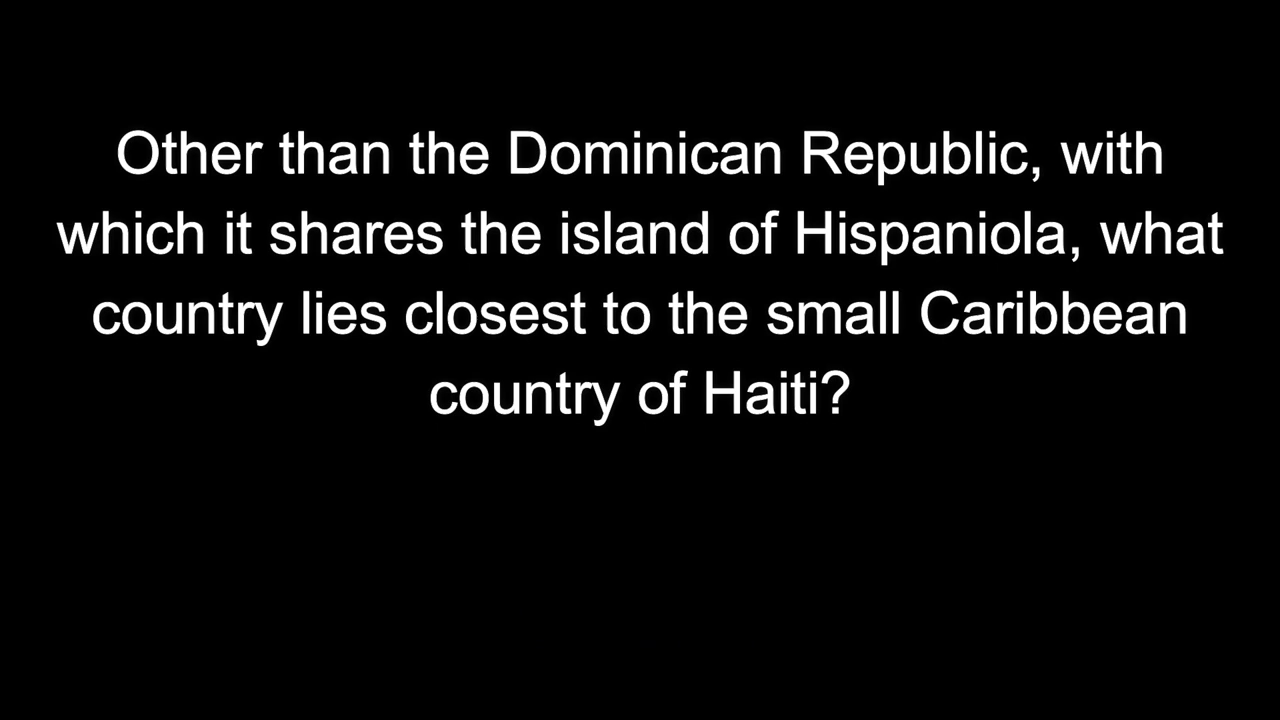 Other than the Dominican Republic, with
which it shares the island of Hispaniola, what
country lies closest to the small Caribbean
country of Haiti?